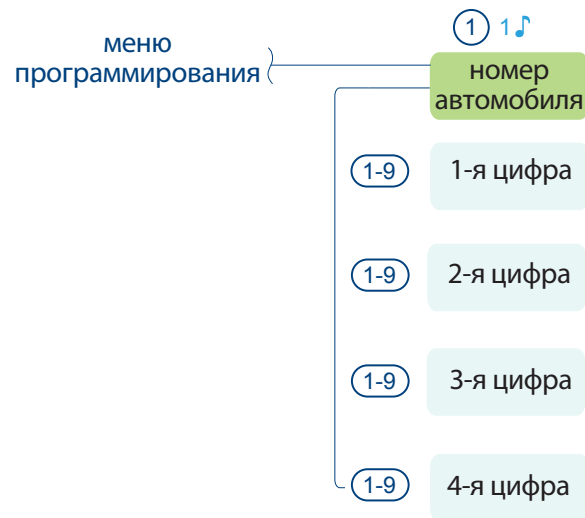 1 1♪
меню
программирования
номер
автомобиля
1-9 1-я цифра
1-9 2-я цифра
1-9 3-я цифра
1-9 4-я цифра